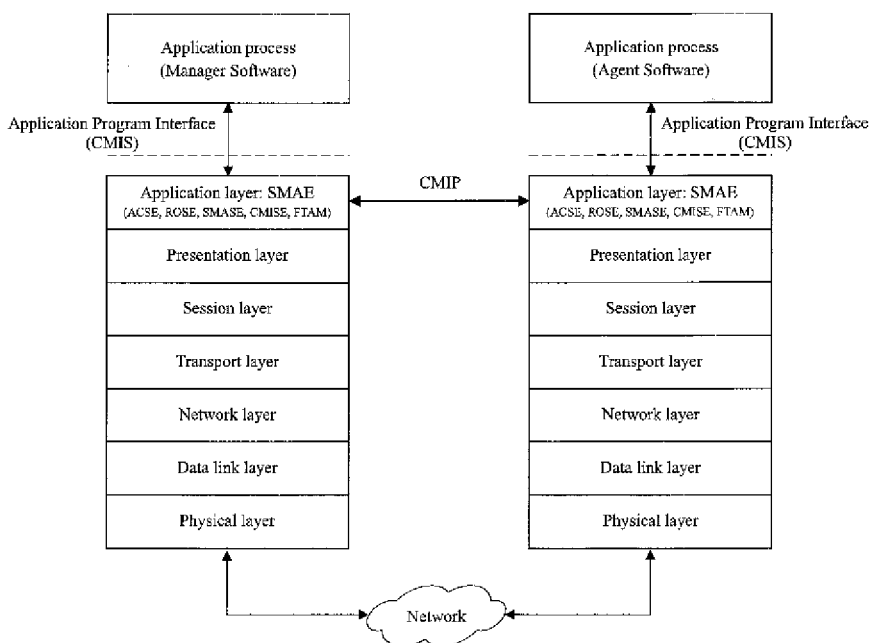 Application process
(Manager Software)
Application process
(Agent Software)
Application Program Interface
(CMIS)
Application Program Interface
(CMIS)
Application layer: SMAE
(ACSE, ROSE, SMASE, CMISE, FTAM)
CMIP
Application layer: SMAE
(ACSE, ROSE, SMASE, CMISE, FTAM)
Presentation layer
Presentation layer
Session layer
Session layer
Transport layer
Transport layer
Network layer
Network layer
Data link layer
Data link layer
Physical layer
Physical layer
Network